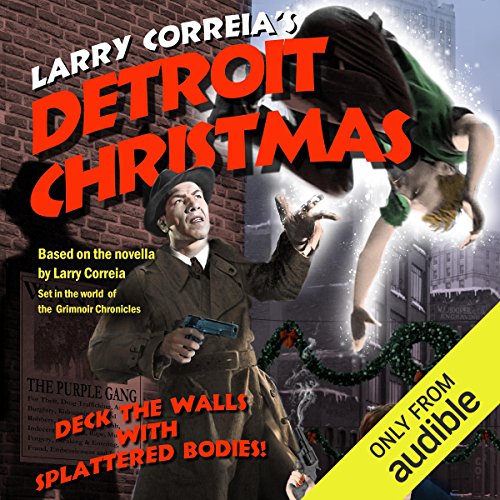 LARRY CORREIA'S
DETROIT
CHRISTMAS
Based on the novella
by Larry Correia
Set in the world of
the Grimnoir Chronicles
THE PURPLE GANG
DECK THE WALLS
WITH
SPLATTERED BODIES!
ONLY FROM
audible